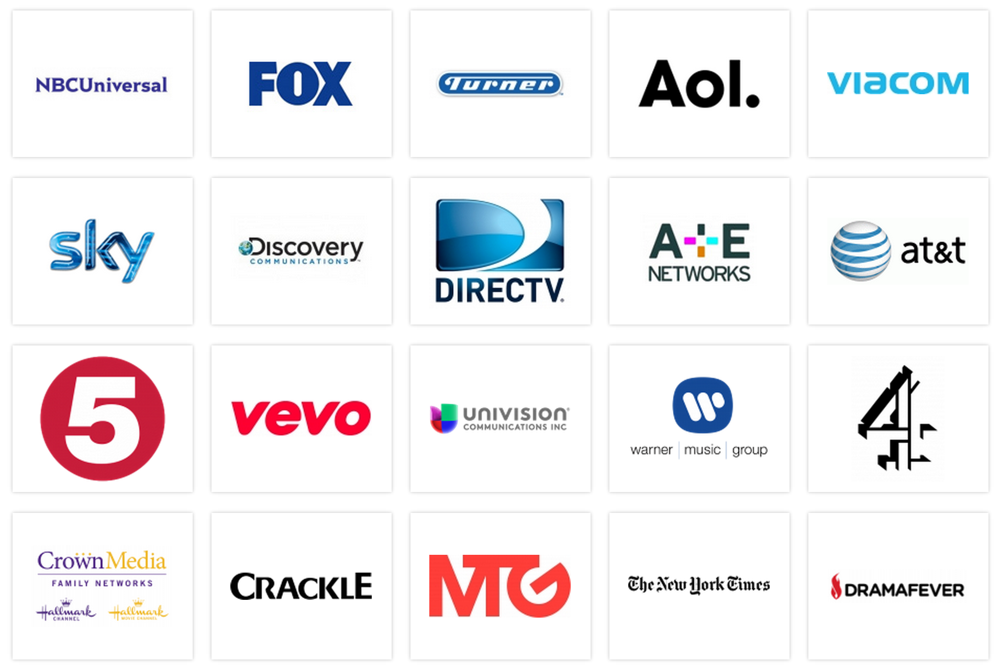 NBCUniversal
FOX
Turner
Aol.
VIACOM
sky
DISCOVERY
COMMUNICATIONS
DIRECTV
A+E
NETWORKS
at&t
5
vevo
UNIVISION
COMMUNICATIONS INC
warner | music | group
4
CrownMedia
FAMILY NETWORKS
Hallmark
CHANNEL
Hallmark
MOVIE CHANNEL
CRACKLE
MTG
The New York Times
DRAMAFEVER